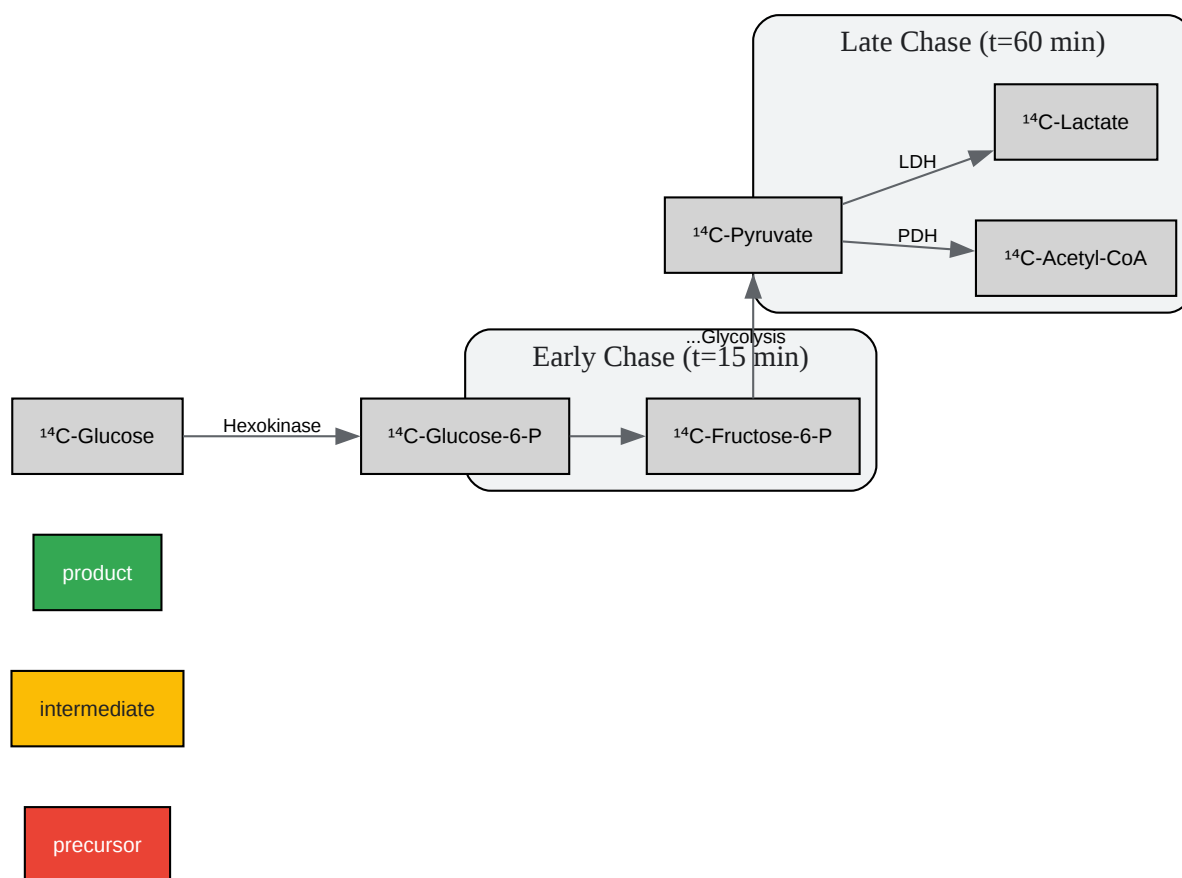 Late Chase (t=60 min)
¹⁴C-Lactate
LDH
¹⁴C-Pyruvate
PDH
¹⁴C-Acetyl-CoA
...Glycolysis
Early Chase (t=15 min)
¹⁴C-Glucose
Hexokinase
¹⁴C-Glucose-6-P
¹⁴C-Fructose-6-P
product
intermediate
precursor